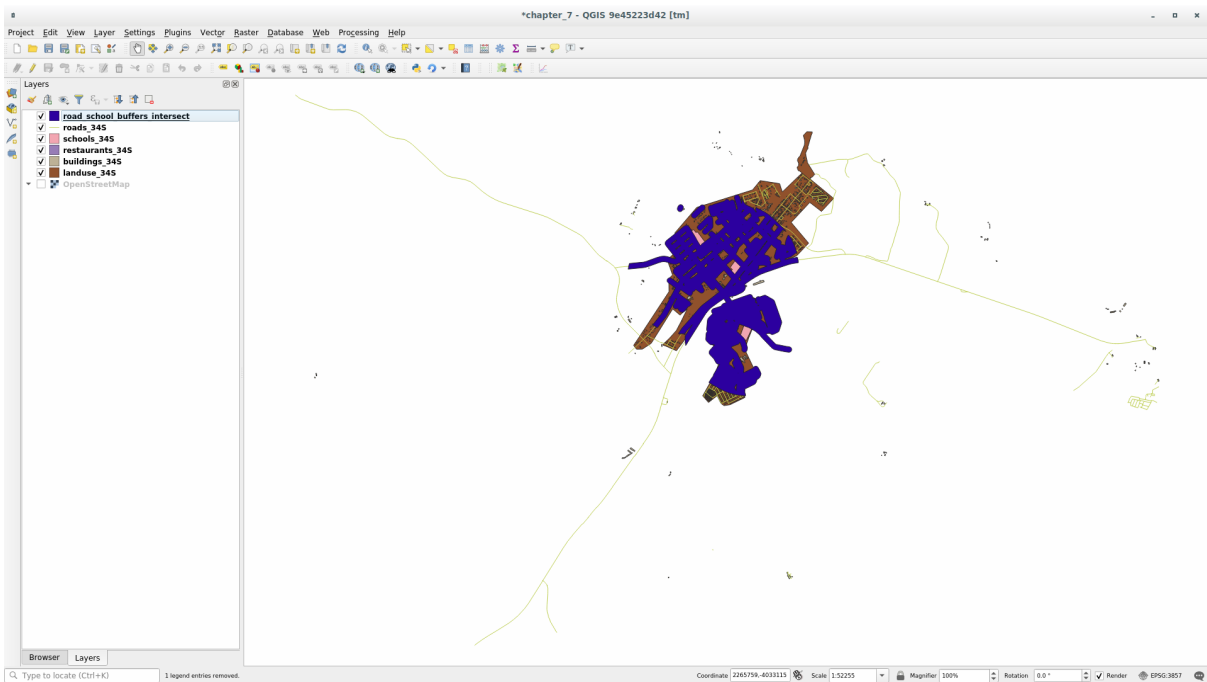 *chapter_7 - QGIS 9e45223d42 [tm]
Project Edit View Layer Settings Plugins Vector Raster Database Web Processing Help
Layers
road_school_buffers_intersect
roads_34S
schools_34S
restaurants_34S
buildings_34S
landuse_34S
OpenStreetMap
Browser Layers
Type to locate (Ctrl+K) 1 legend entries removed. Coordinate 2265759,-4033115 Scale 1:52255 Magnifier 100% Rotation 0.0 ° Render EPSG:3857